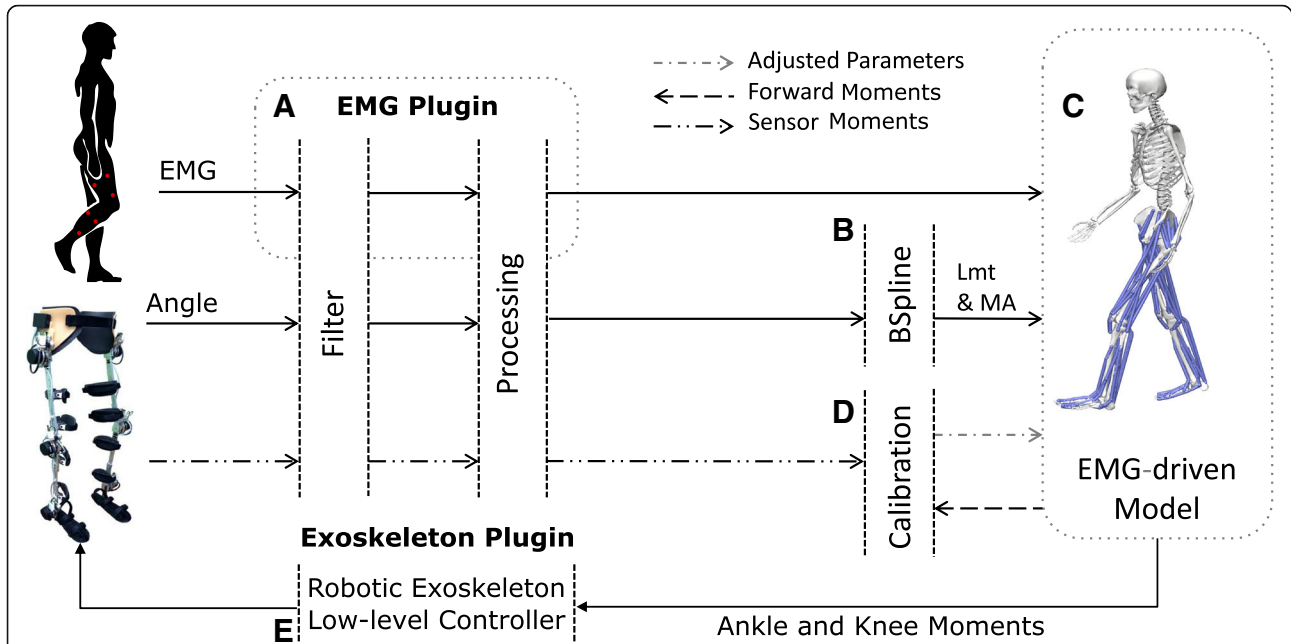 A
EMG Plugin
Adjusted Parameters
Forward Moments
Sensor Moments
C
EMG
B
Angle
Filter
Processing
BSpline
Lmt
& MA
D
Calibration
EMG-driven
Model
Exoskeleton Plugin
Robotic Exoskeleton
Low-level Controller
E
Ankle and Knee Moments